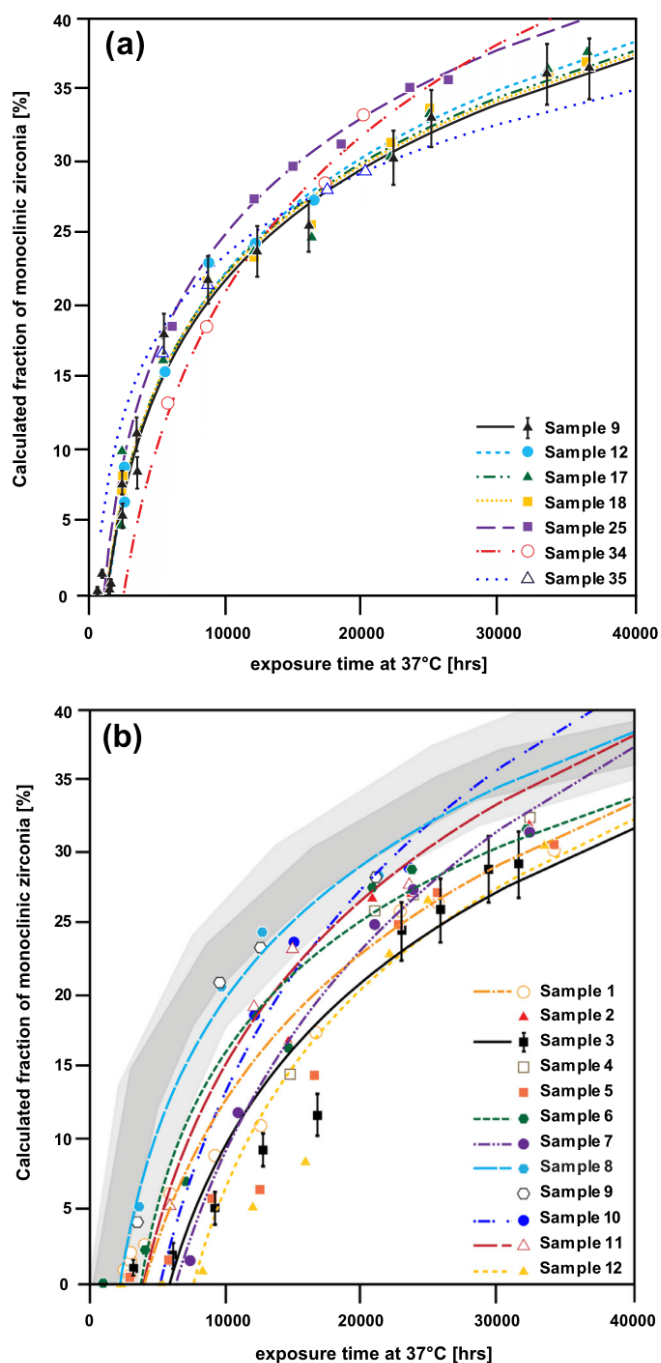 (a)
Calculated fraction of monoclinic zirconia [%]
40
35
30
25
20
15
10
5
0
Sample 9
Sample 12
Sample 17
Sample 18
Sample 25
Sample 34
Sample 35
0 10000 20000 30000 40000
exposure time at 37°C [hrs]
(b)
Calculated fraction of monoclinic zirconia [%]
40
35
30
25
20
15
10
5
0
Sample 1
Sample 2
Sample 3
Sample 4
Sample 5
Sample 6
Sample 7
Sample 8
Sample 9
Sample 10
Sample 11
Sample 12
0 10000 20000 30000 40000
exposure time at 37°C [hrs]